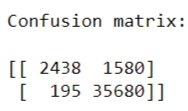 Confusion matrix:
[[ 2438 1580]
[ 195 35680]]